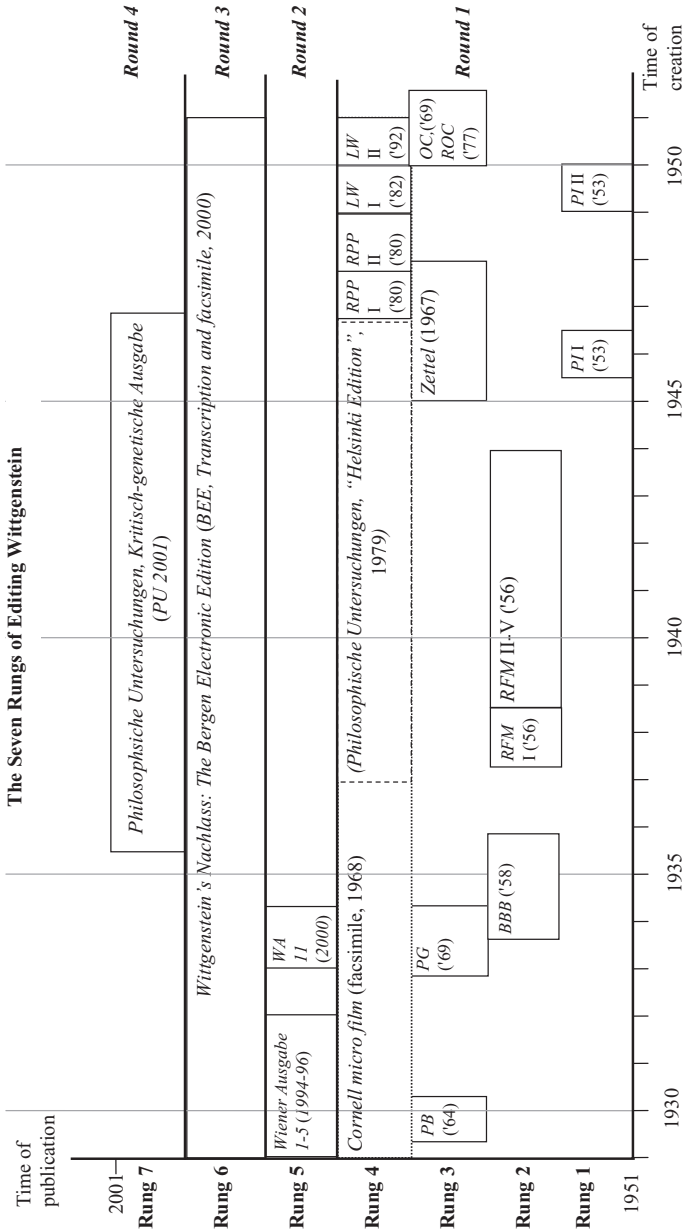 The Seven Rungs of Editing Wittgenstein
Time of
publication
2001
Rung 7
Philosophsiche Untersuchungen, Kritisch-genetische Ausgabe
(PU 2001)
Round 4
Rung 6
Wittgenstein's Nachlass: The Bergen Electronic Edition (BEE, Transcription and facsimile, 2000)
Round 3
Rung 5
Wiener Ausgabe
1-5 (1994-96)
WA
11
(2000)
Round 2
Rung 4
Cornell micro film (facsimile, 1968)
(Philosophische Untersuchungen, "Helsinki Edition",
1979)
RPP
I
('80)
RPP
II
('80)
LW
I
('82)
LW
II
('92)
Rung 3
PB
('64)
PG
('69)
Zettel (1967)
OC,('69)
ROC
('77)
Round 1
Rung 2
BBB ('58)
RFM
I ('56)
RFM II-V ('56)
Rung 1
PI I
('53)
PI II
('53)
1951
1930
1935
1940
1945
1950
Time of
creation